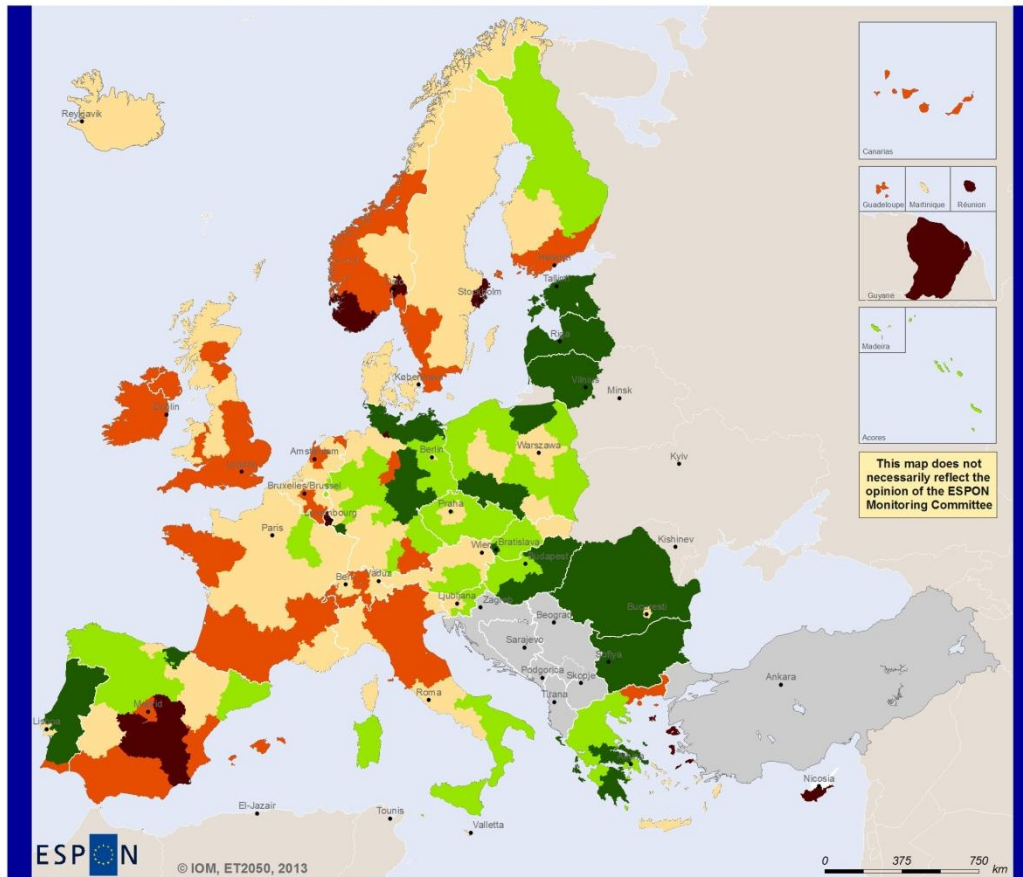 Reykjavik
Canarias
Guadeloupe
Martinique
Réunion
Guyane
Madeira
Acores
This map does not
necessarily reflect the
opinion of the ESPON
Monitoring Committee
Stockholm
Tallinn
Riga
Vilnius
Minsk
København
Dublin
Amsterdam
Berlin
Warszawa
Bruxelles/Brussel
Kyiv
Paris
Praha
Wien
Bratislava
Budapest
Kishinev
Bern
Vaduz
Ljubljana
Zagreb
Beograd
Bucuresti
Sarajevo
Podgorica
Sofiya
Skopje
Tirana
Ankara
Roma
Madrid
Lisboa
Nicosia
El-Jazair
Tounis
Valletta
ESPON
© IOM, ET2050, 2013
0 375 750
km